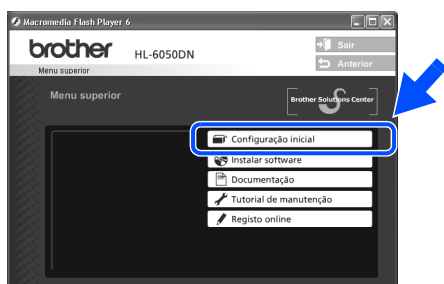 Macromedia Flash Player 6
brother
HL-6050DN
Sair
Anterior
Menu superior
Menu superior
Brother Solutions Center
Configuração inicial
Instalar software
Documentação
Tutorial de manutenção
Registo online